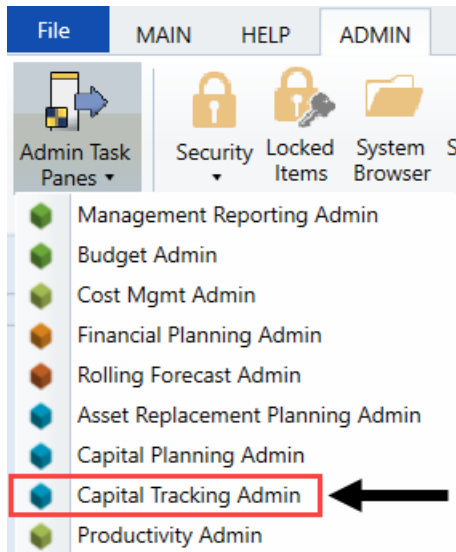 File MAIN HELP ADMIN
Admin Task Security Locked System S
Panes Items Browser
Management Reporting Admin
Budget Admin
Cost Mgmt Admin
Financial Planning Admin
Rolling Forecast Admin
Asset Replacement Planning Admin
Capital Planning Admin
Capital Tracking Admin
Productivity Admin